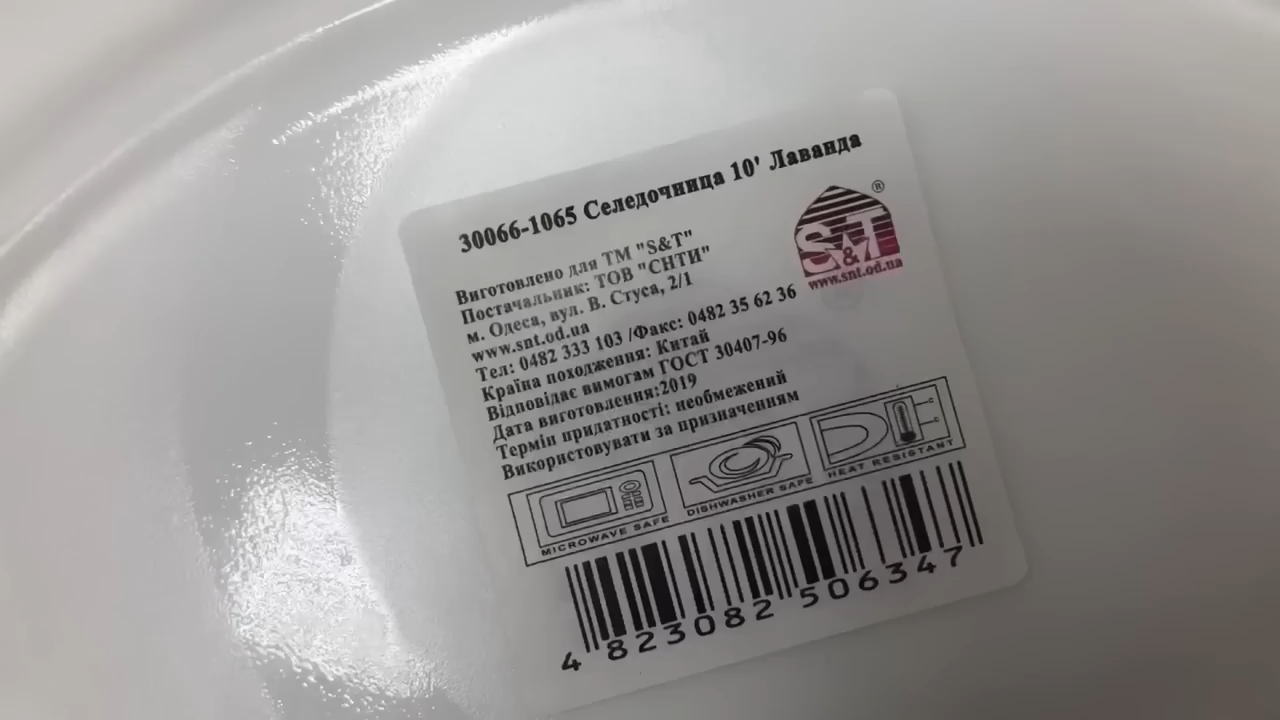 30066-1065 Селедочница 10' Лаванда
Виготовлено для ТМ "S&T"
Постачальник: ТОВ "СНТИ"
м. Одеса, вул. В. Стуса, 2/1
www.snt.od.ua
Тел: 0482 333 103 /Факс: 0482 35 62 36
Країна походження: Китай
Відповідає вимогам ГОСТ 30407-96
Дата виготовлення:2019
Термін придатності: необмежений
Використовувати за призначенням
S&T ®
www.snt.od.ua
MICROWAVE SAFE
DISHWASHER SAFE
HEAT RESISTANT
4 823082 506347